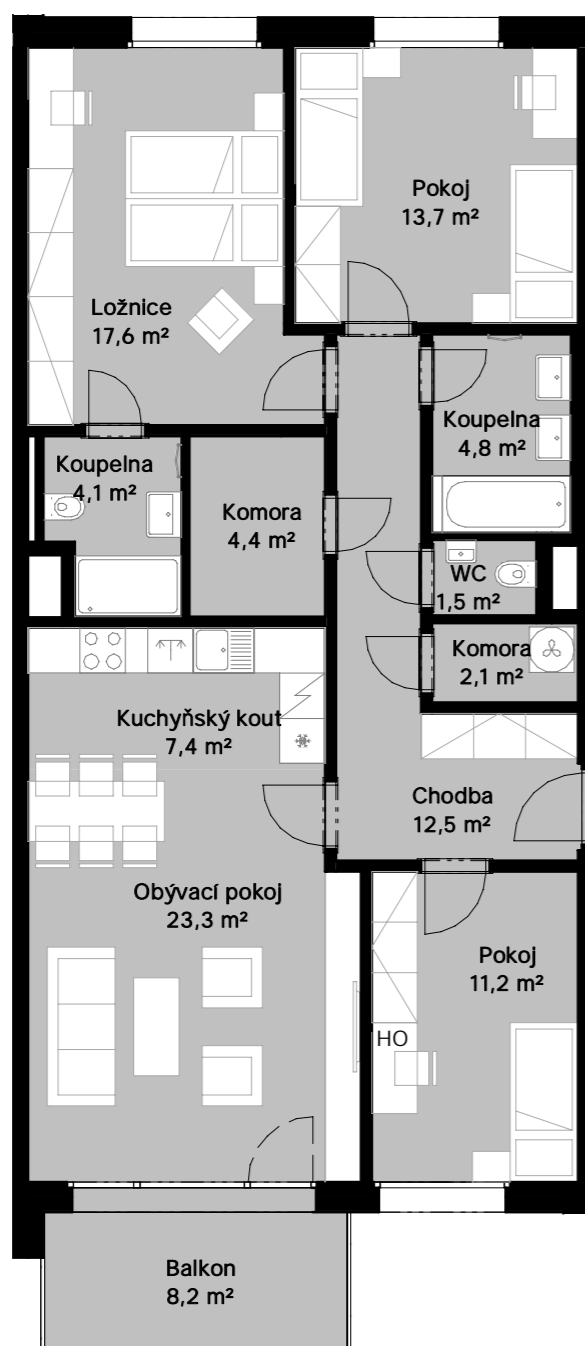 Pokoj
13,7 m²
Ložnice
17,6 m²
Koupelna
4,8 m²
Koupelna
4,1 m²
Komora
4,4 m²
WC
1,5 m²
Komora
2,1 m²
Kuchyňský kout
7,4 m²
Chodba
12,5 m²
Obývací pokoj
23,3 m²
Pokoj
11,2 m²
HO
Balkon
8,2 m²